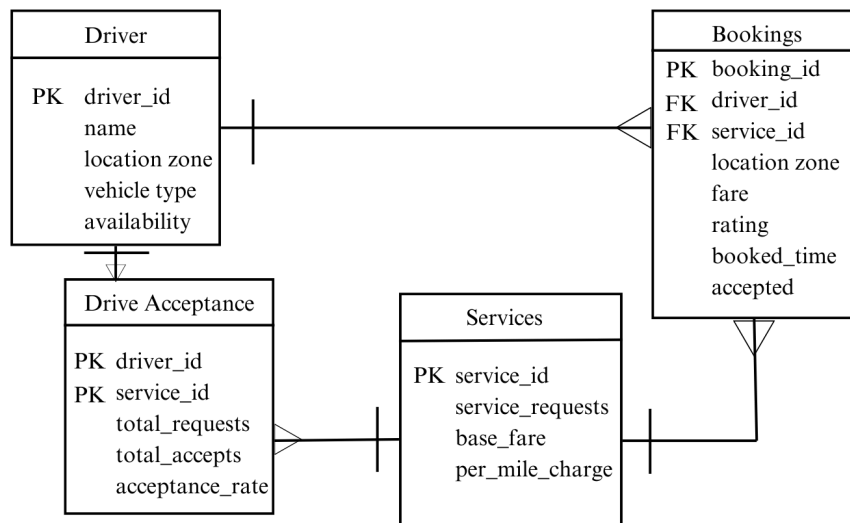 Driver
PK driver_id
name
location zone
vehicle type
availability
Bookings
PK booking_id
FK driver_id
FK service_id
location zone
fare
rating
booked_time
accepted
Drive Acceptance
PK driver_id
PK service_id
total_requests
total_accepts
acceptance_rate
Services
PK service_id
service_requests
base_fare
per_mile_charge